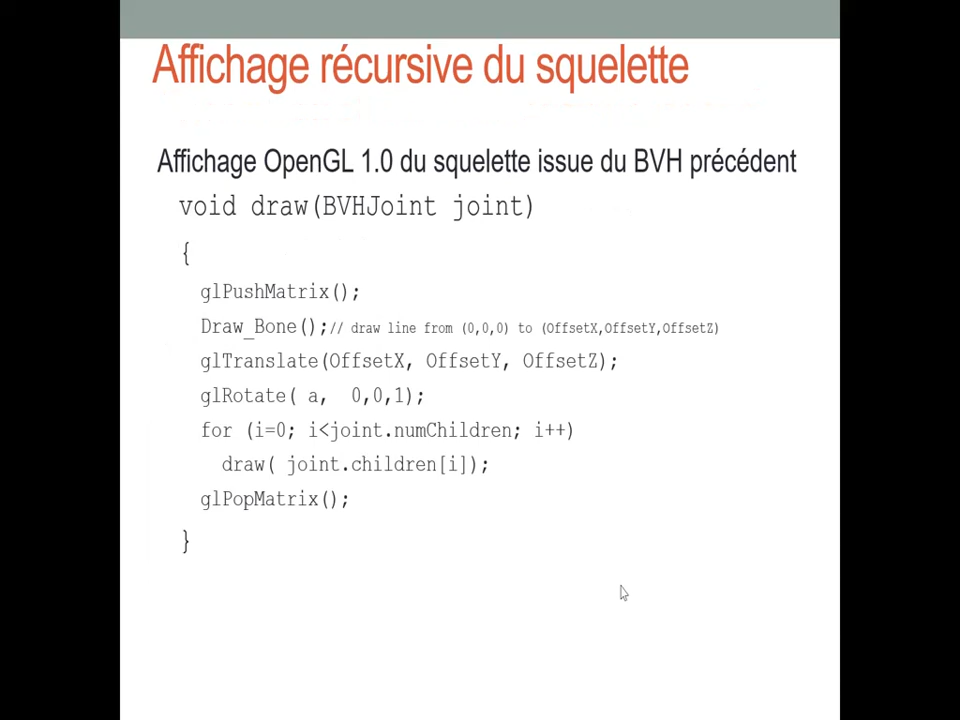 Affichage récursive du squelette
Affichage OpenGL 1.0 du squelette issue du BVH précédent
void draw(BVHJoint joint)
{
glPushMatrix();
Draw_Bone();// draw line from (0,0,0) to (OffsetX,OffsetY,OffsetZ)
glTranslate(OffsetX, OffsetY, OffsetZ);
glRotate( a, 0,0,1);
for (i=0; i<joint.numChildren; i++)
draw( joint.children[i]);
glPopMatrix();
}